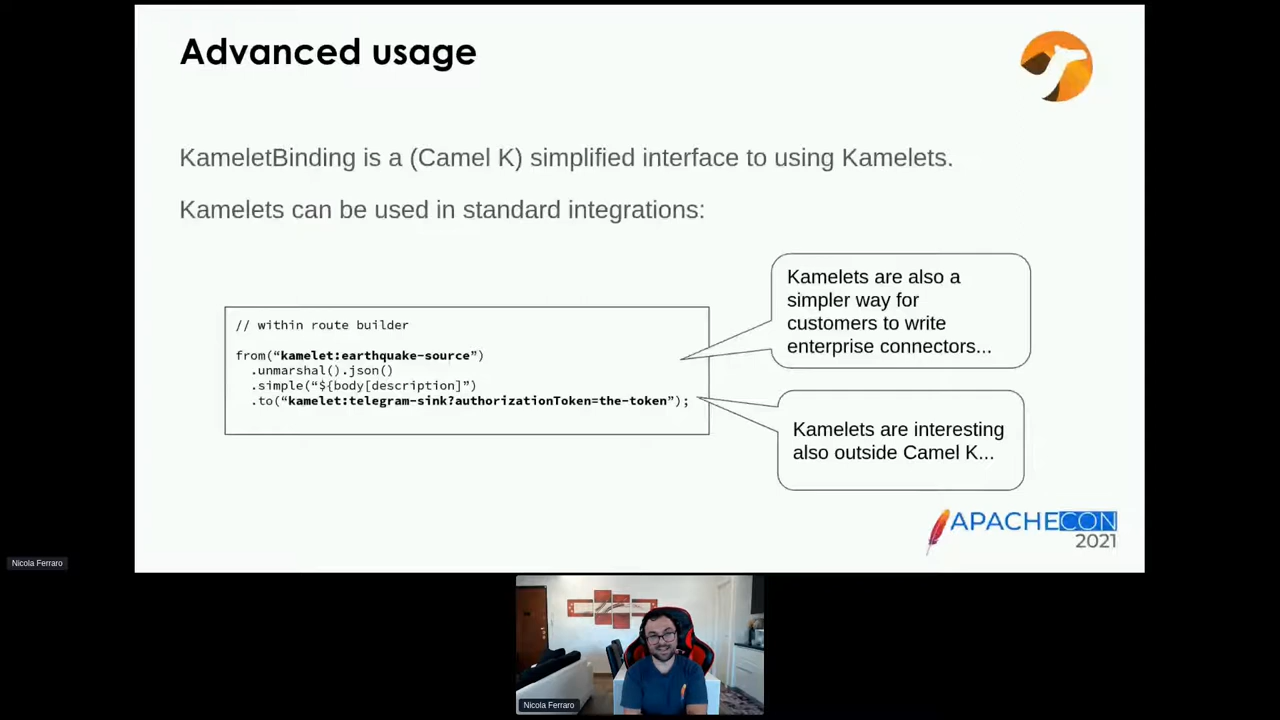 Advanced usage
KameletBinding is a (Camel K) simplified interface to using Kamelets.
Kamelets can be used in standard integrations:
// within route builder
from(“kamelet:earthquake-source”)
.unmarshal().json()
.simple(“${body[description]”)
.to(“kamelet:telegram-sink?authorizationToken=the-token”);
Kamelets are also a
simpler way for
customers to write
enterprise connectors...
Kamelets are interesting
also outside Camel K...
APACHECON
2021
Nicola Ferraro
Nicola Ferraro